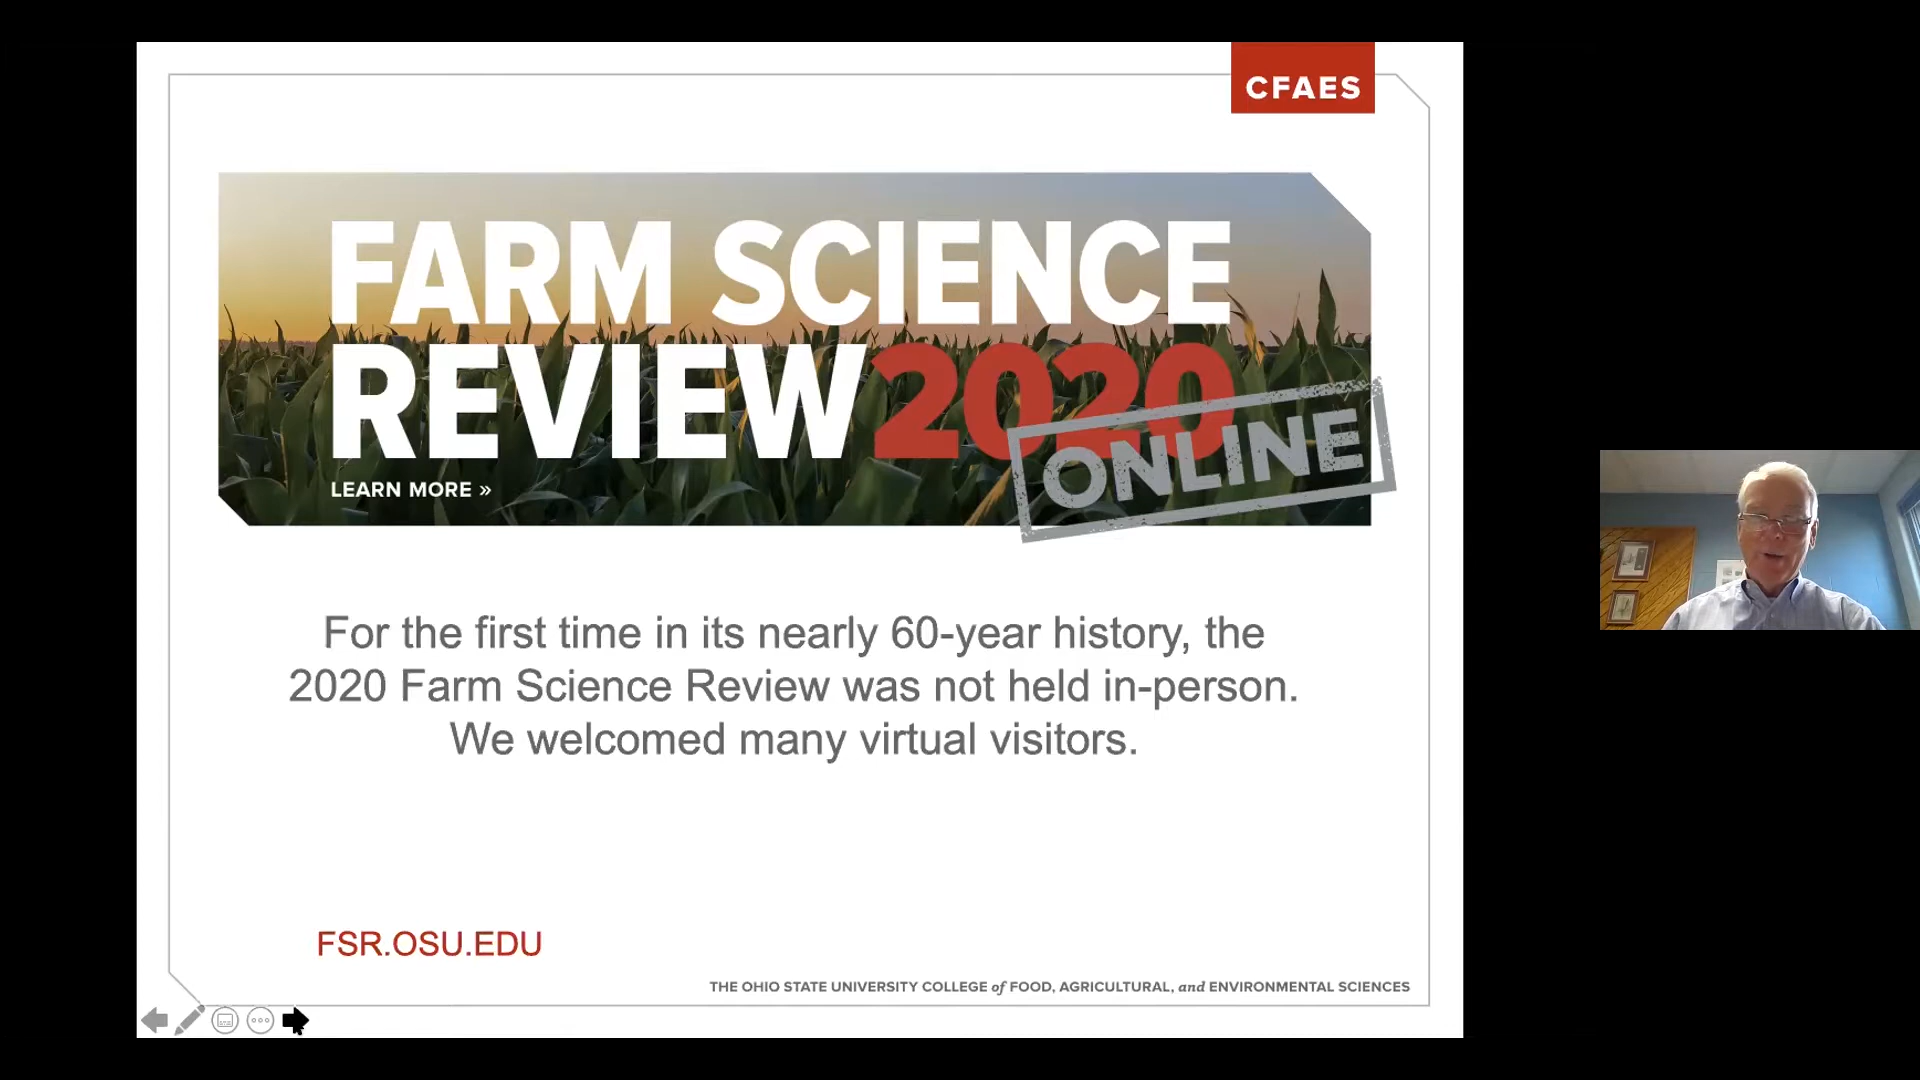 CFAES
FARM SCIENCE
REVIEW 2020
ONLINE
LEARN MORE »
For the first time in its nearly 60-year history, the
2020 Farm Science Review was not held in-person.
We welcomed many virtual visitors.
FSR.OSU.EDU
THE OHIO STATE UNIVERSITY COLLEGE of FOOD, AGRICULTURAL, and ENVIRONMENTAL SCIENCES